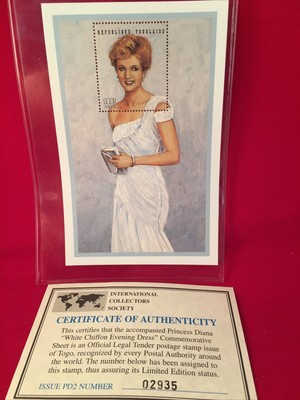 REPUBLIQUE TOGOLAISE
INTERNATIONAL
COLLECTORS
SOCIETY
CERTIFICATE OF AUTHENTICITY
This certifies that the accompanied Princess Diana
"White Chiffon Evening Dress" Commemorative
Sheet is an Official Legal Tender postage stamp issue
of Togo, recognized by every Postal Authority around
the world. The number below has been assigned to
this stamp, thus assuring its Limited Edition status.
ISSUE PD2 NUMBER 02935